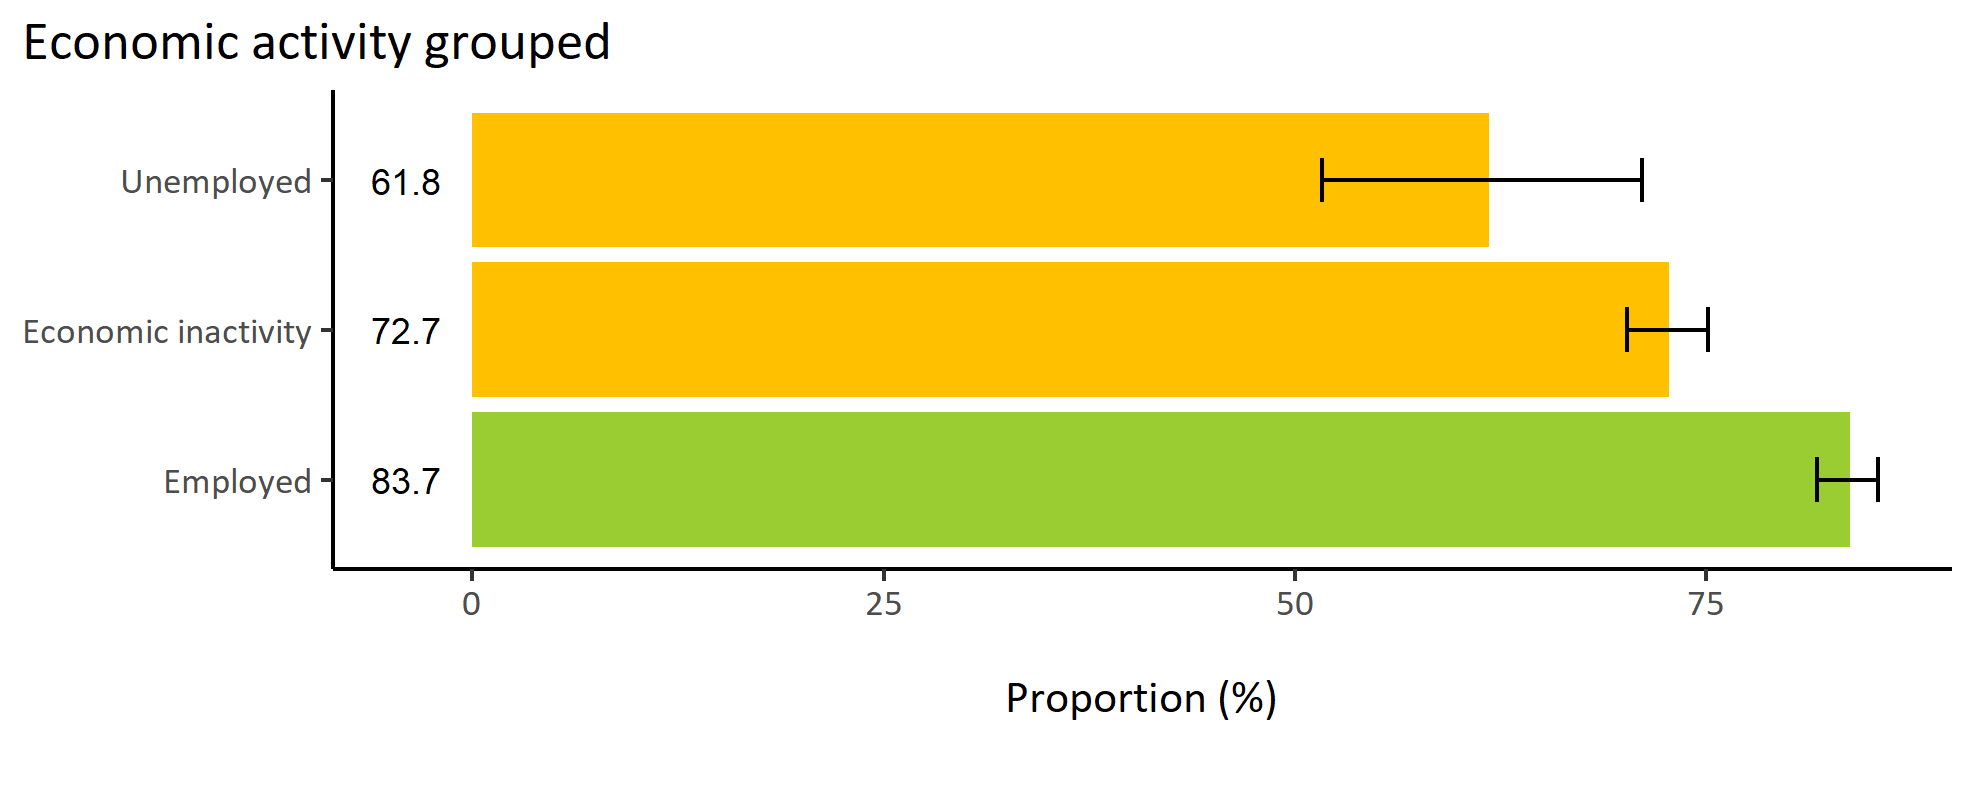 Economic activity grouped
Unemployed 61.8
Economic inactivity 72.7
Employed 83.7
0 25 50 75
Proportion (%)